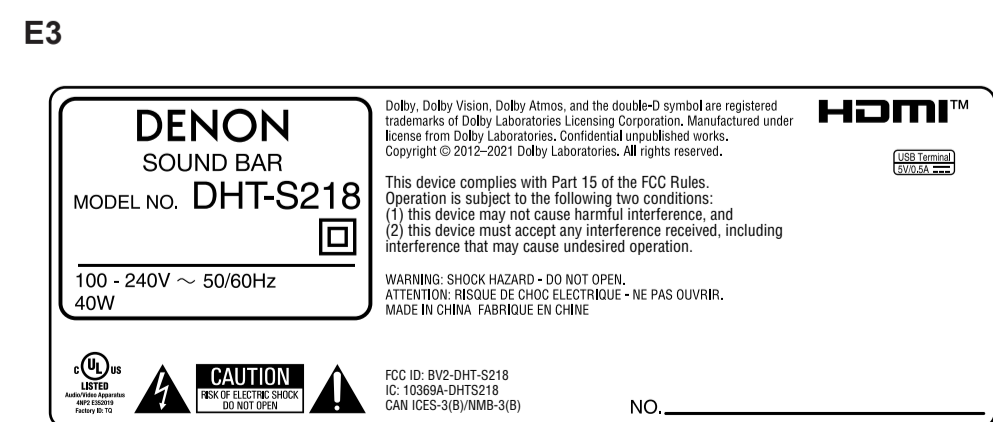 E3
DENON
SOUND BAR
MODEL NO. DHT-S218
100 - 240V ~ 50/60Hz
40W
Dolby, Dolby Vision, Dolby Atmos, and the double-D symbol are registered
trademarks of Dolby Laboratories Licensing Corporation. Manufactured under
license from Dolby Laboratories. Confidential unpublished works.
Copyright © 2012–2021 Dolby Laboratories. All rights reserved.
This device complies with Part 15 of the FCC Rules.
Operation is subject to the following two conditions:
(1) this device may not cause harmful interference, and
(2) this device must accept any interference received, including
interference that may cause undesired operation.
WARNING: SHOCK HAZARD - DO NOT OPEN.
ATTENTION: RISQUE DE CHOC ELECTRIQUE - NE PAS OUVRIR.
MADE IN CHINA FABRIQUE EN CHINE
HDMI™
USB Terminal
5V/0.5A
c UL us
LISTED
Audio/Video Apparatus
4NP2 E352019
Factory ID: TQ
CAUTION
RISK OF ELECTRIC SHOCK
DO NOT OPEN
FCC ID: BV2-DHT-S218
IC: 10369A-DHTS218
CAN ICES-3(B)/NMB-3(B)
NO.